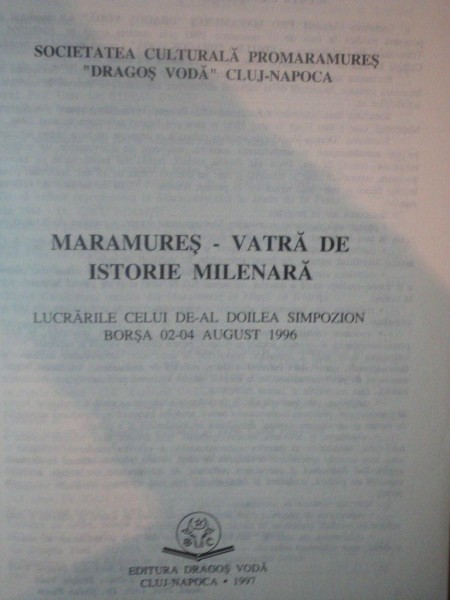 SOCIETATEA CULTURALĂ PROMARAMUREŞ
"DRAGOŞ VODĂ" CLUJ-NAPOCA
MARAMUREŞ - VATRĂ DE
ISTORIE MILENARĂ
LUCRĂRILE CELUI DE-AL DOILEA SIMPOZION
BORŞA 02-04 AUGUST 1996
EDITURA DRAGOŞ VODĂ
CLUJ-NAPOCA • 1997